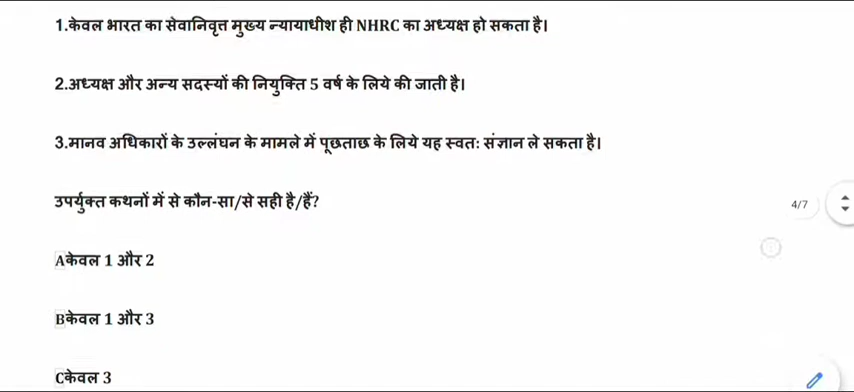 1.केवल भारत का सेवानिवृत्त मुख्य न्यायाधीश ही NHRC का अध्यक्ष हो सकता है।
2.अध्यक्ष और अन्य सदस्यों की नियुक्ति 5 वर्ष के लिये की जाती है।
3.मानव अधिकारों के उल्लंघन के मामले में पूछताछ के लिये यह स्वत: संज्ञान ले सकता है।
उपर्युक्त कथनों में से कौन-सा/से सही है/हैं?
4/7
Aकेवल 1 और 2
Bकेवल 1 और 3
Cकेवल 3